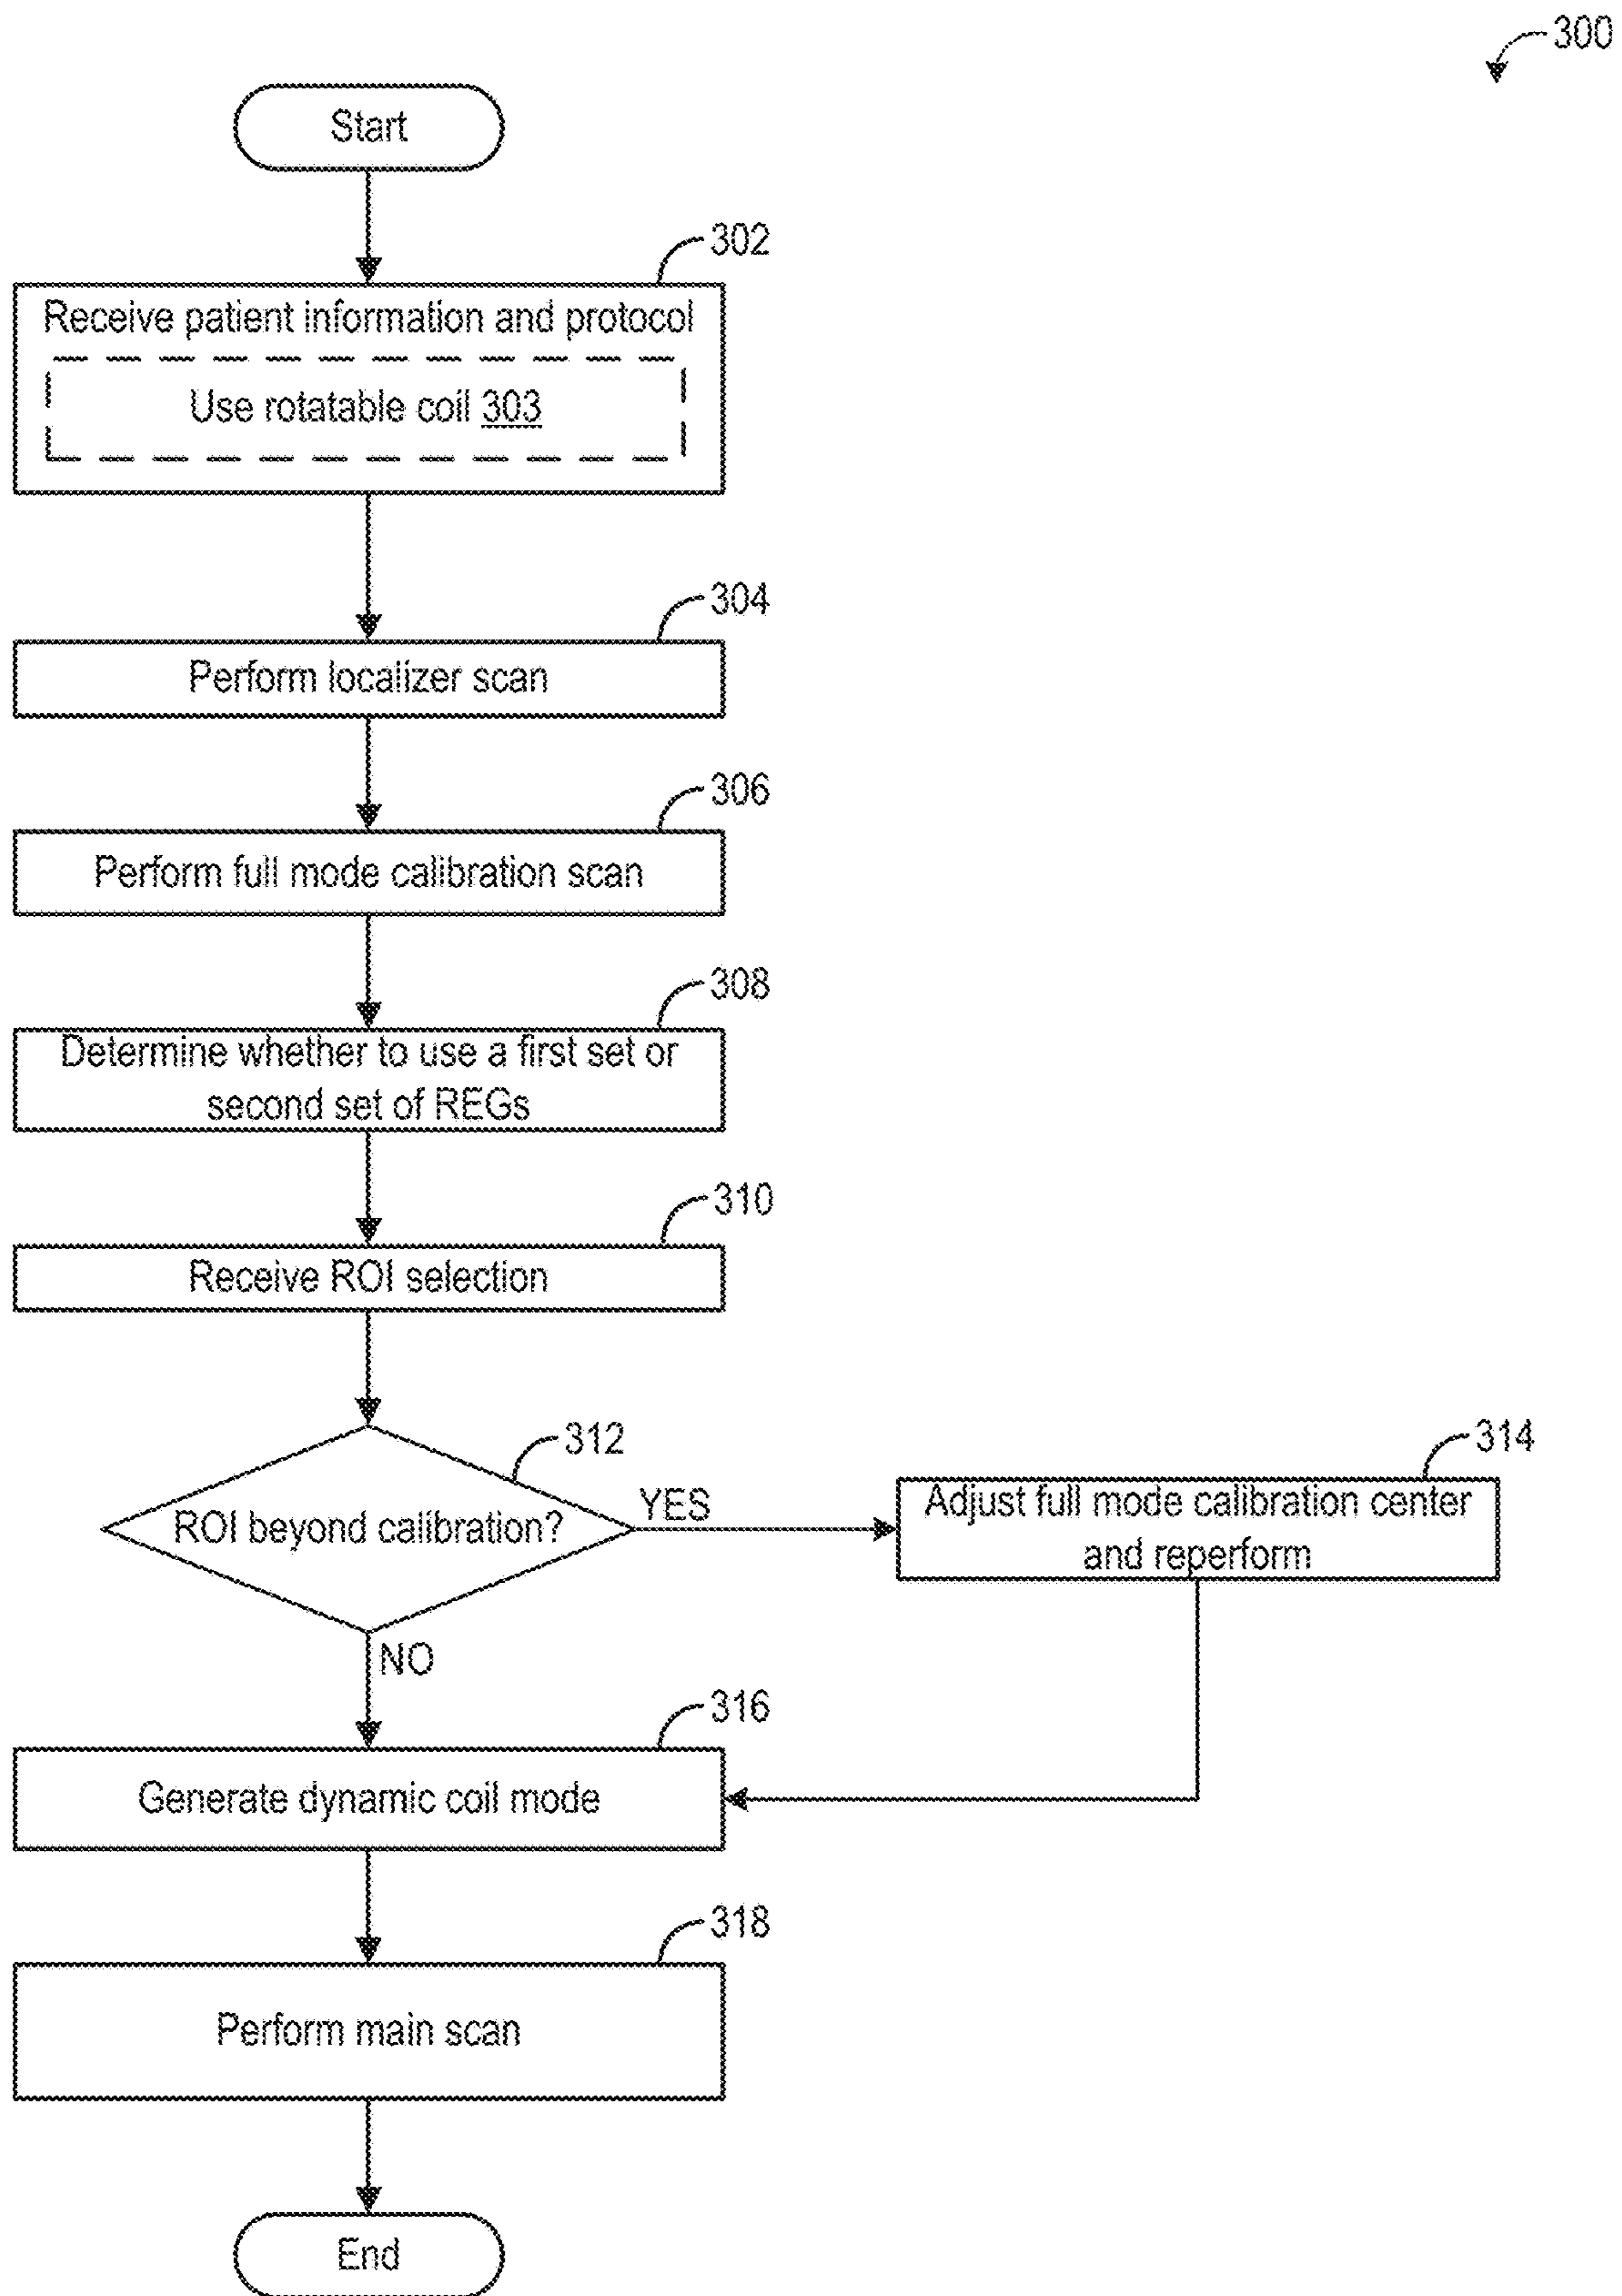 300
Start
302
Receive patient information and protocol
Use rotatable coil 303
304
Perform localizer scan
306
Perform full mode calibration scan
308
Determine whether to use a first set or
second set of REGs
310
Receive ROI selection
312
ROI beyond calibration?
YES
314
Adjust full mode calibration center
and reperform
NO
316
Generate dynamic coil mode
318
Perform main scan
End